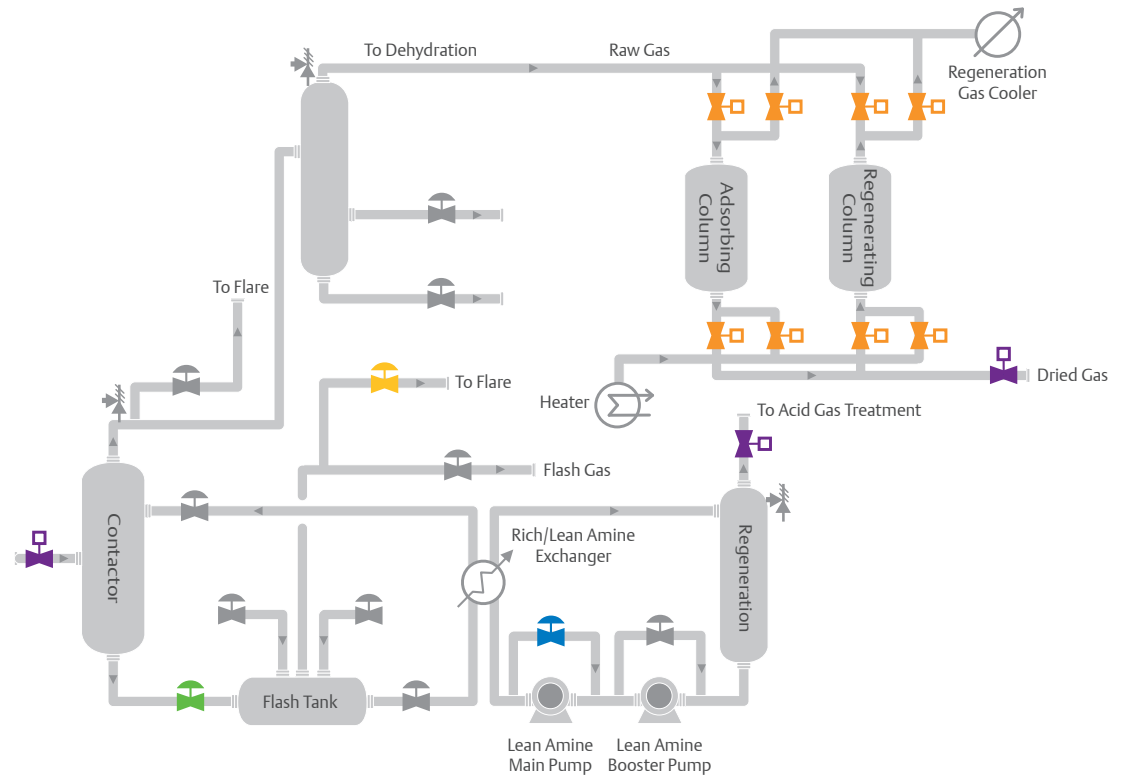 To Dehydration
Raw Gas
Regeneration
Gas Cooler
Adsorbing
Column
Regenerating
Column
To Flare
To Flare
Heater
Dried Gas
To Acid Gas Treatment
Flash Gas
Contactor
Rich/Lean Amine
Exchanger
Regeneration
Flash Tank
Lean Amine
Main Pump
Lean Amine
Booster Pump